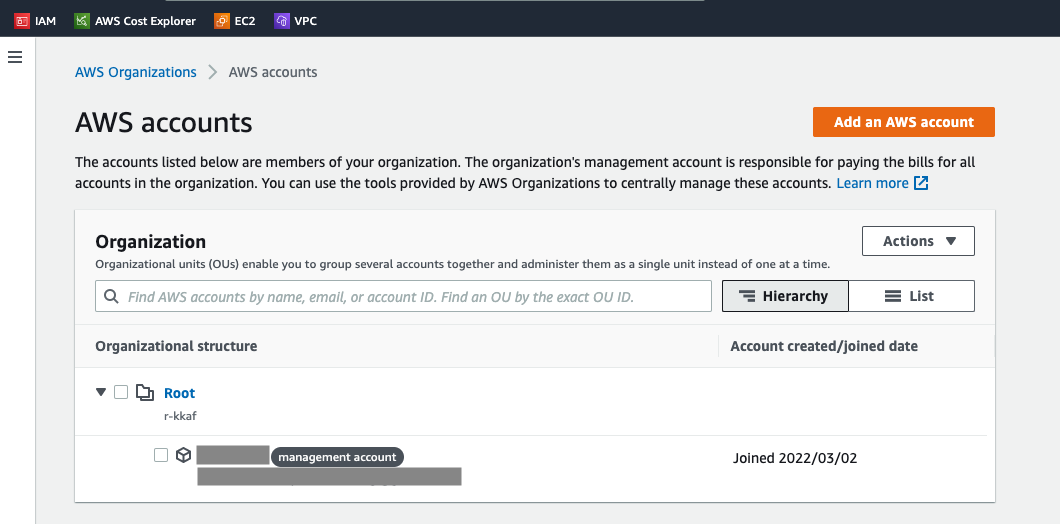 IAM AWS Cost Explorer EC2 VPC
AWS Organizations AWS accounts
AWS accounts
Add an AWS account
The accounts listed below are members of your organization. The organization's management account is responsible for paying the bills for all
accounts in the organization. You can use the tools provided by AWS Organizations to centrally manage these accounts. Learn more
Organization
Actions
Organizational units (OUs) enable you to group several accounts together and administer them as a single unit instead of one at a time.
Find AWS accounts by name, email, or account ID. Find an OU by the exact OU ID.
Hierarchy List
Organizational structure Account created/joined date
Root
r-kkaf
management account
Joined 2022/03/02